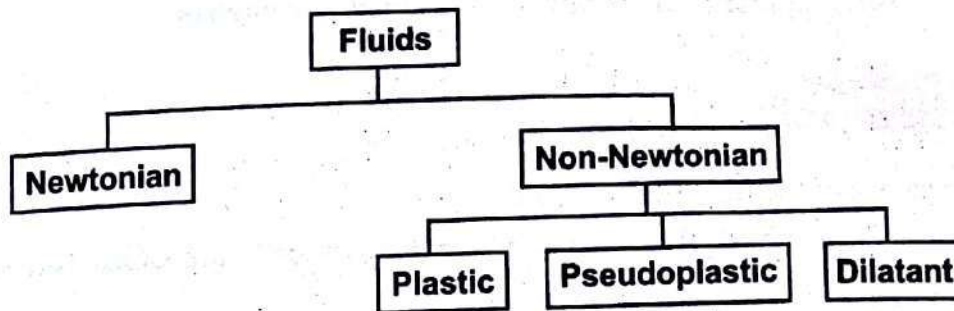 Fluids
Newtonian
Non-Newtonian
Plastic
Pseudoplastic
Dilatant